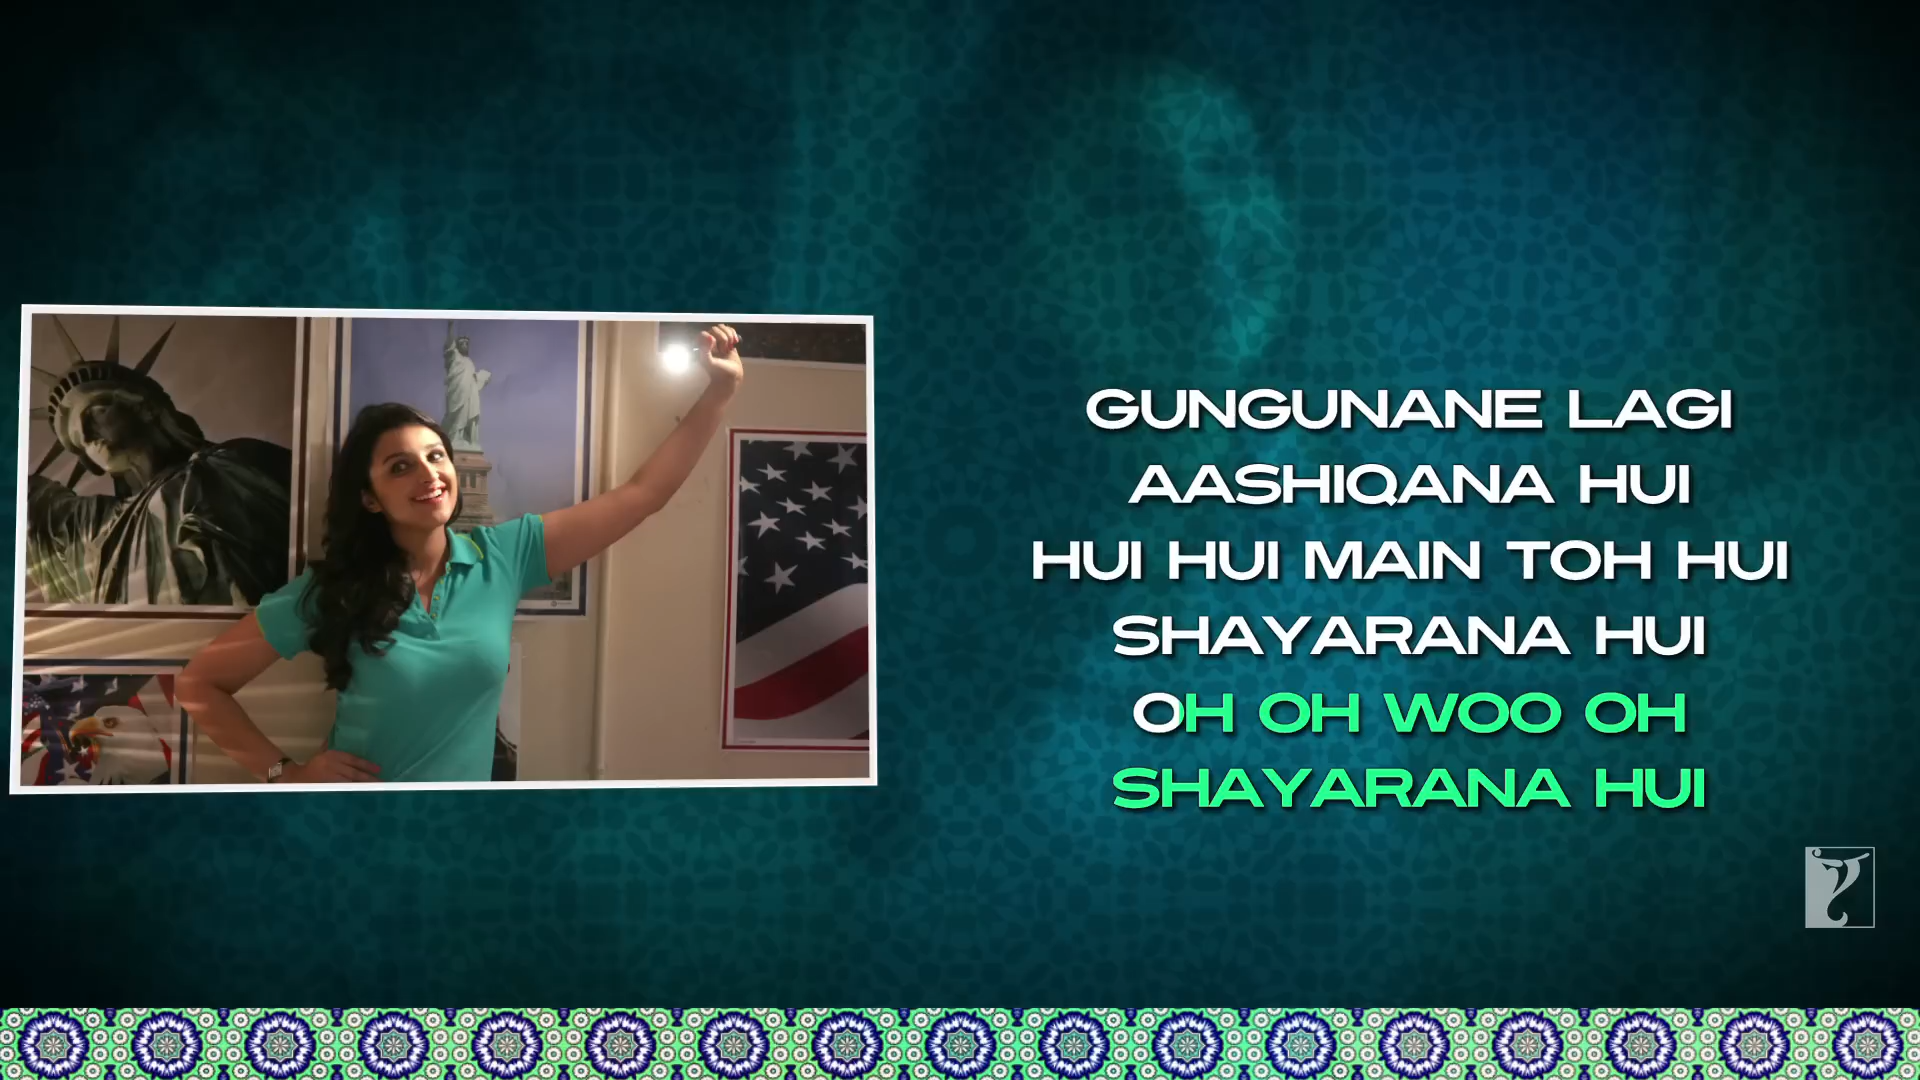 GUNGUNANE LAGI
AASHIQANA HUI
HUI HUI MAIN TOH HUI
SHAYARANA HUI
OH OH WOO OH
SHAYARANA HUI